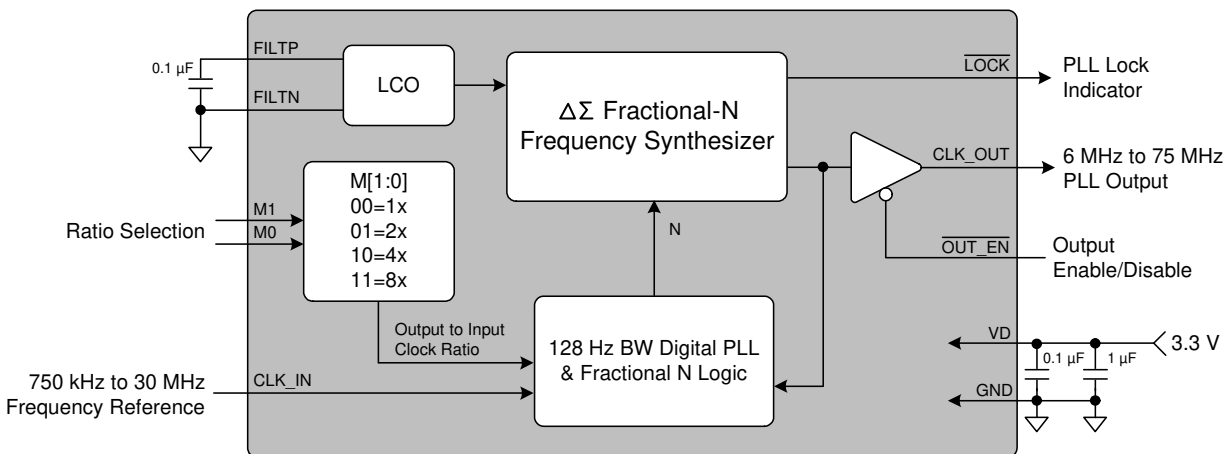 FILTP
0.1 µF
FILTN
LCO
ΔΣ Fractional-N
Frequency Synthesizer
LOCK
PLL Lock
Indicator
CLK_OUT
6 MHz to 75 MHz
PLL Output
M[1:0]
00=1x
01=2x
10=4x
11=8x
M1
M0
Ratio Selection
N
OUT_EN
Output
Enable/Disable
Output to Input
Clock Ratio
128 Hz BW Digital PLL
& Fractional N Logic
750 kHz to 30 MHz
Frequency Reference
CLK_IN
VD
3.3 V
0.1 µF
1 µF
GND